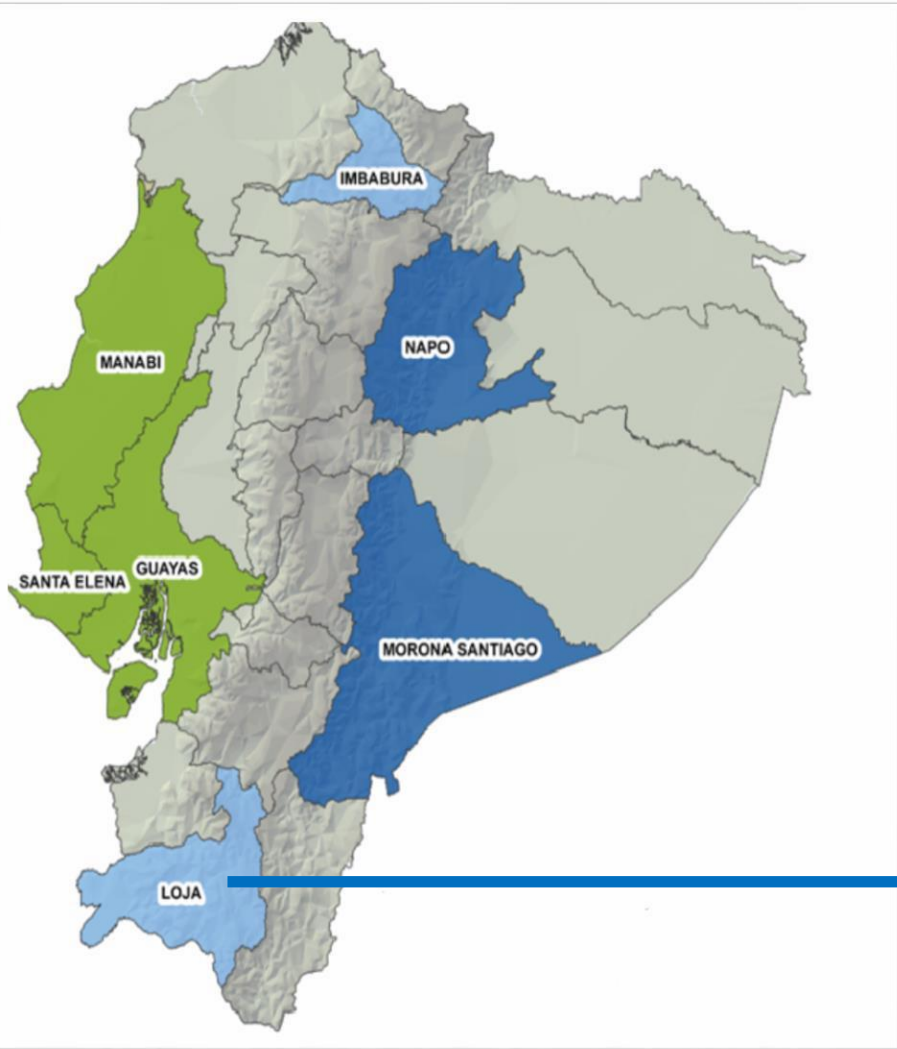 IMBABURA
NAPO
MANABI
GUAYAS
SANTA ELENA
MORONA SANTIAGO
LOJA